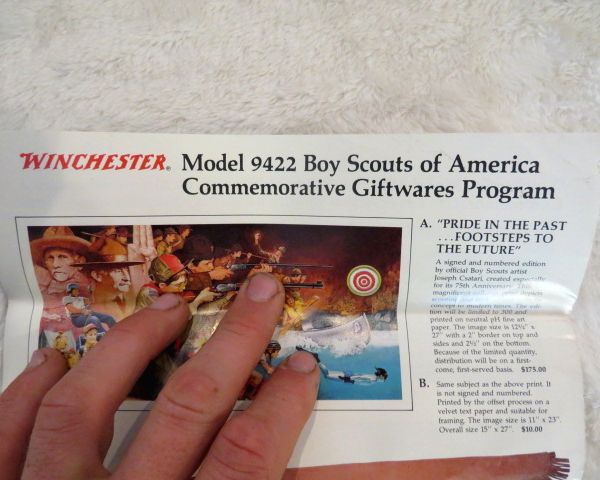 WINCHESTER® Model 9422 Boy Scouts of America
Commemorative Giftwares Program
A. "PRIDE IN THE PAST
...FOOTSTEPS TO
THE FUTURE"
A signed and numbered edition
by official Boy Scouts artist
Joseph Csatari, created especially
for its 75th Anniversary. This
magnificent print depicts
scouting and
concept to modern times. The edi-
tion will be limited to 300 and
printed on neutral pH fine art
paper. The image size is 12½" x
27" with a 2" border on top and
sides and 2½" on the bottom.
Because of the limited quantity,
distribution will be on a first-
come, first-served basis. $175.00
B. Same subject as the above print. It
is not signed and numbered.
Printed by the offset process on a
velvet text paper and suitable for
framing. The image size is 11" x 23".
Overall size 15" x 27". $10.00